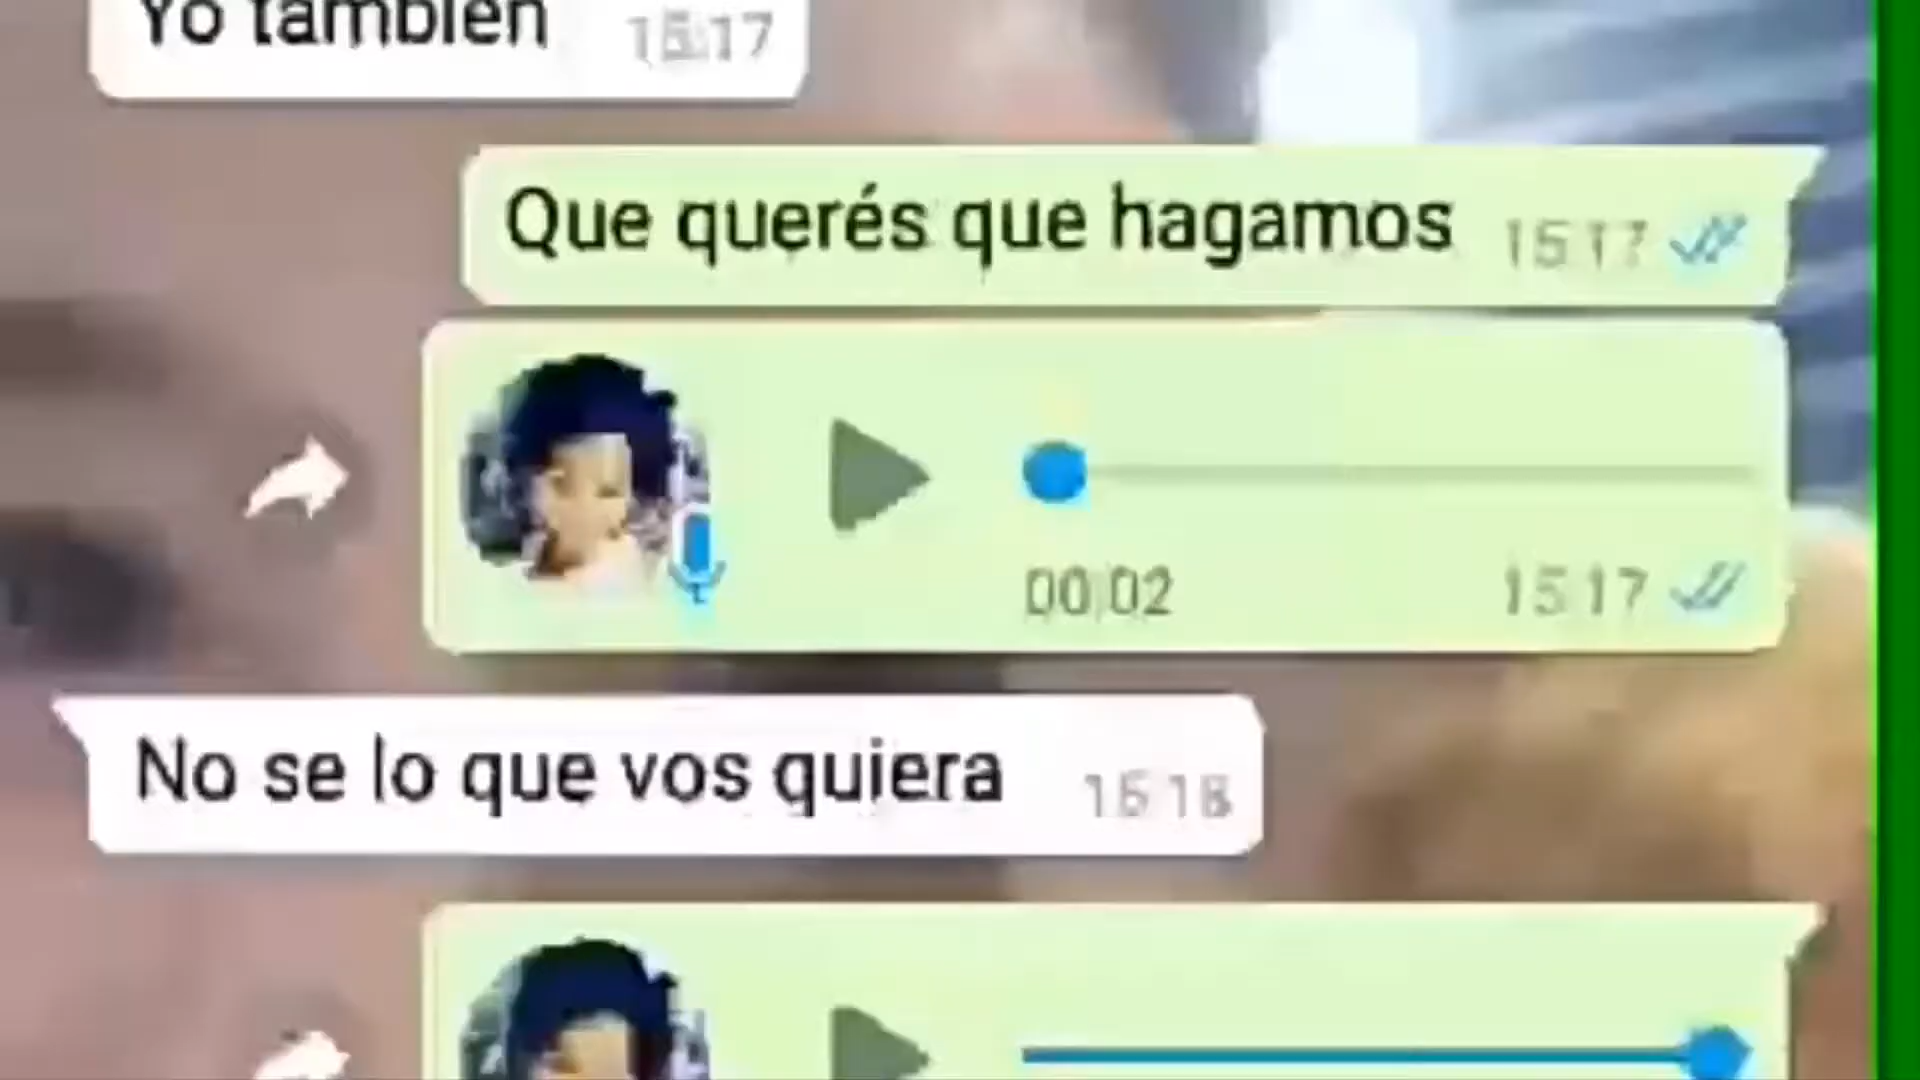 Yo también 15:17
Que querés que hagamos 15:17
00:02 15:17
No se lo que vos quiera 15:18